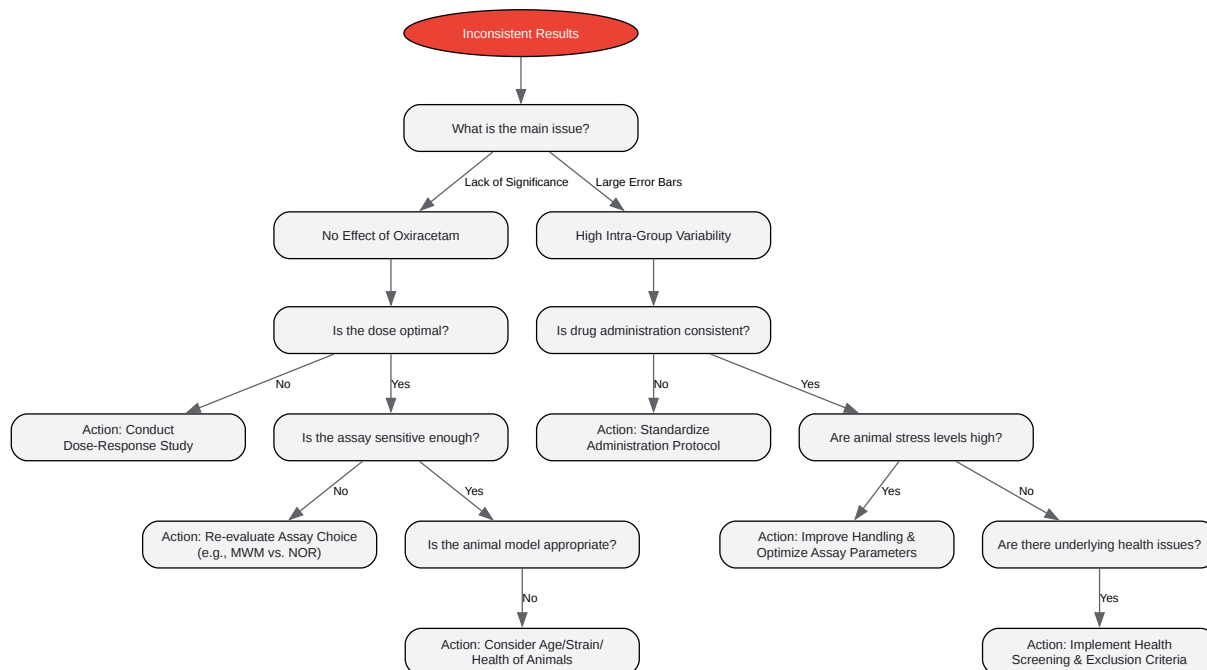 Inconsistent Results
What is the main issue?
Lack of Significance
Large Error Bars
No Effect of Oxiracetam
High Intra-Group Variability
Is the dose optimal?
Is drug administration consistent?
No
Yes
No
Yes
Action: Conduct
Dose-Response Study
Is the assay sensitive enough?
Action: Standardize
Administration Protocol
Are animal stress levels high?
No
Yes
Yes
No
Action: Re-evaluate Assay Choice
(e.g., MWM vs. NOR)
Is the animal model appropriate?
Action: Improve Handling &
Optimize Assay Parameters
Are there underlying health issues?
No
Yes
Action: Consider Age/Strain/
Health of Animals
Action: Implement Health
Screening & Exclusion Criteria